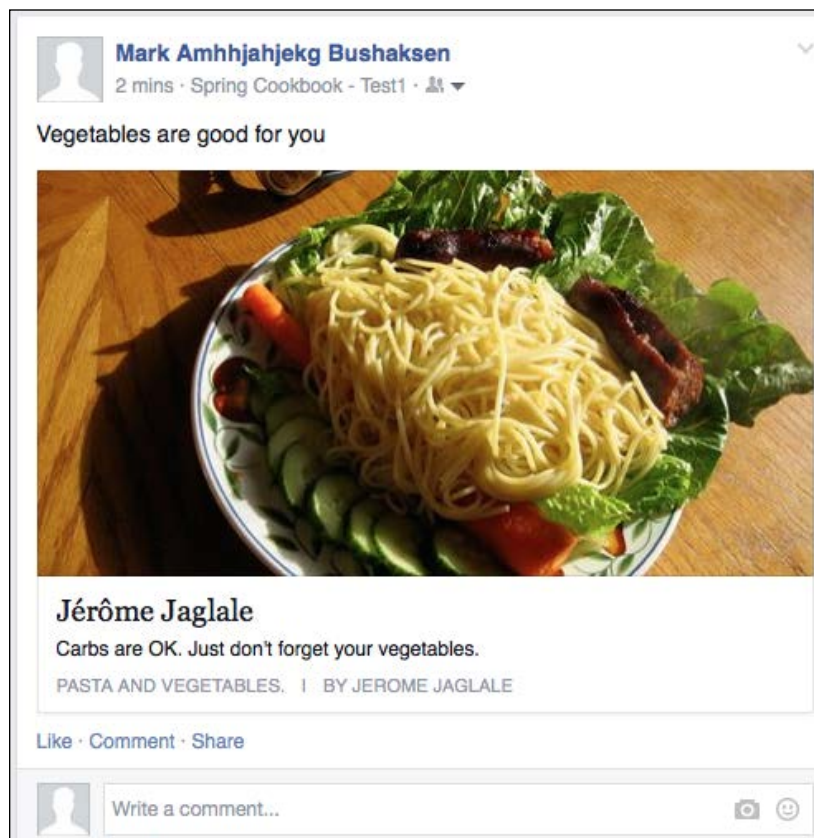 Mark Amhhjahjekg Bushaksen
2 mins · Spring Cookbook - Test1 ·
Vegetables are good for you
Jérôme Jaglale
Carbs are OK. Just don't forget your vegetables.
PASTA AND VEGETABLES. | BY JEROME JAGLALE
Like · Comment · Share
Write a comment...